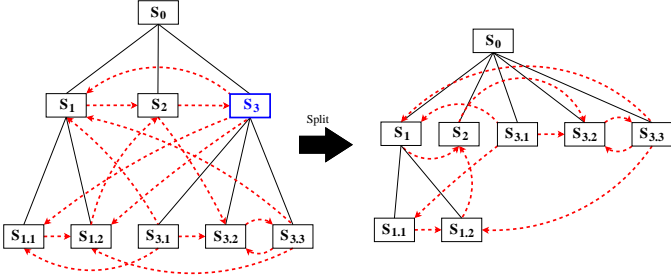 S0
S1 S2 S3
S1.1 S1.2 S3.1 S3.2 S3.3
Split
S0
S1 S2 S3.1 S3.2 S3.3
S1.1 S1.2